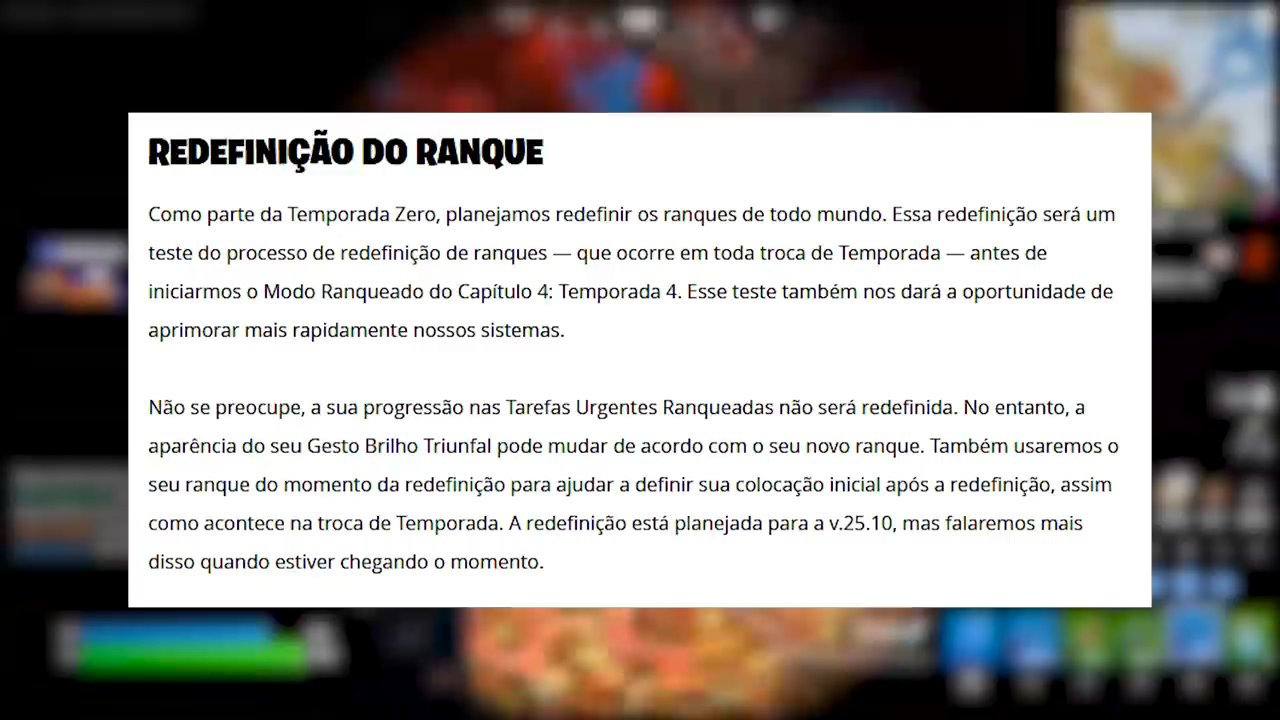 REDEFINIÇÃO DO RANQUE
Como parte da Temporada Zero, planejamos redefinir os ranques de todo mundo. Essa redefinição será um
teste do processo de redefinição de ranques — que ocorre em toda troca de Temporada — antes de
iniciarmos o Modo Ranqueado do Capítulo 4: Temporada 4. Esse teste também nos dará a oportunidade de
aprimorar mais rapidamente nossos sistemas.
Não se preocupe, a sua progressão nas Tarefas Urgentes Ranqueadas não será redefinida. No entanto, a
aparência do seu Gesto Brilho Triunfal pode mudar de acordo com o seu novo ranque. Também usaremos o
seu ranque do momento da redefinição para ajudar a definir sua colocação inicial após a redefinição, assim
como acontece na troca de Temporada. A redefinição está planejada para a v.25.10, mas falaremos mais
disso quando estiver chegando o momento.